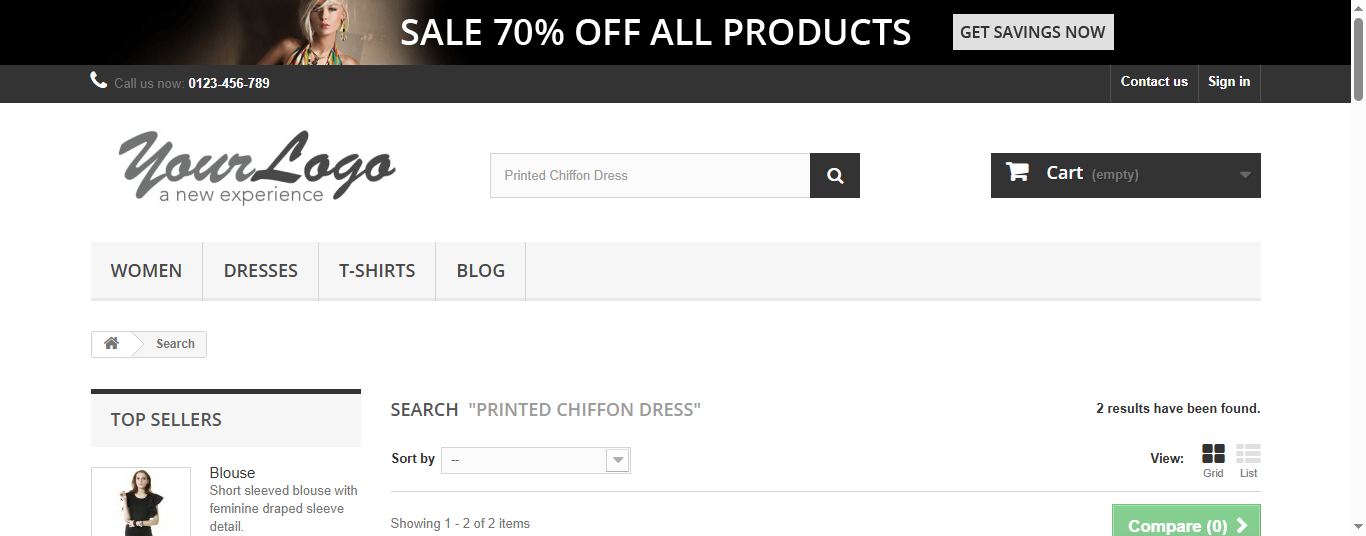 SALE 70% OFF ALL PRODUCTS
GET SAVINGS NOW
Call us now: 0123-456-789
Contact us
Sign in
YourLogo
a new experience
Printed Chiffon Dress
Cart (empty)
WOMEN
DRESSES
T-SHIRTS
BLOG
Search
TOP SELLERS
Blouse
Short sleeved blouse with
feminine draped sleeve
detail.
SEARCH "PRINTED CHIFFON DRESS"
2 results have been found.
Sort by
--
View:
Grid
List
Showing 1 - 2 of 2 items
Compare (0)